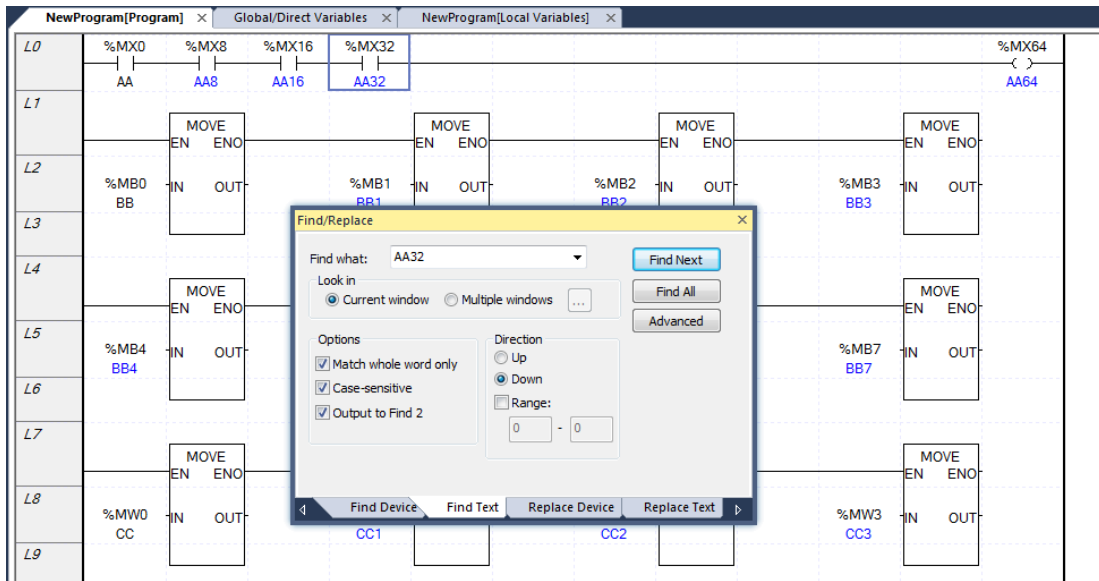 NewProgram[Program] × Global/Direct Variables × NewProgram[Local Variables] ×
L0 %MX0 %MX8 %MX16 %MX32 %MX64
AA AA8 AA16 AA32 AA64
L1
MOVE MOVE MOVE MOVE
EN ENO EN ENO EN ENO EN ENO
L2
%MB0 IN OUT %MB1 IN OUT %MB2 IN OUT %MB3 IN OUT
BB BB1 BB2 BB3
L3
Find/Replace ×
Find what: AA32 Find Next
Look in
Current window Multiple windows ... Find All
Advanced
Options Direction
Match whole word only Up
Case-sensitive Down
Output to Find 2 Range:
0 - 0
Find Device Find Text Replace Device Replace Text
L4
MOVE MOVE
EN ENO EN ENO
L5
%MB4 IN OUT %MB7 IN OUT
BB4 BB7
L6
L7
MOVE MOVE
EN ENO EN ENO
L8
%MW0 IN OUT %MW3 IN OUT
CC CC1 CC2 CC3
L9